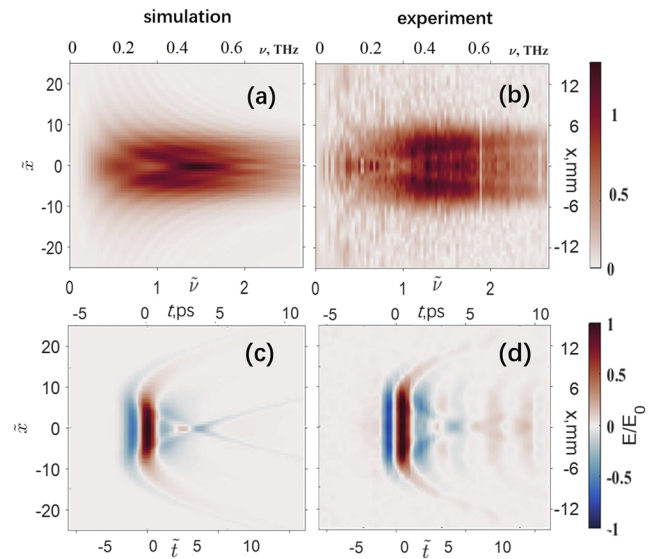 simulation experiment
0 0.2 0.4 0.6 ν, THz 0 0.2 0.4 0.6 ν, THz
(a) (b)
20
10
0
-10
-20
x̃
15
6
x,mm
-6
-12
1
0.5
0
0 1 ν̃ 2 0 1 ν̃ 2
-5 0 t,ps 5 10 -5 0 t,ps 5 10
(c) (d)
20
10
0
-10
-20
x̃
12
6
x,mm
-6
-12
1
0.5
0
-0.5
-1
E/E0
-5 0 t̃ 5 10 -5 0 t̃ 5 10